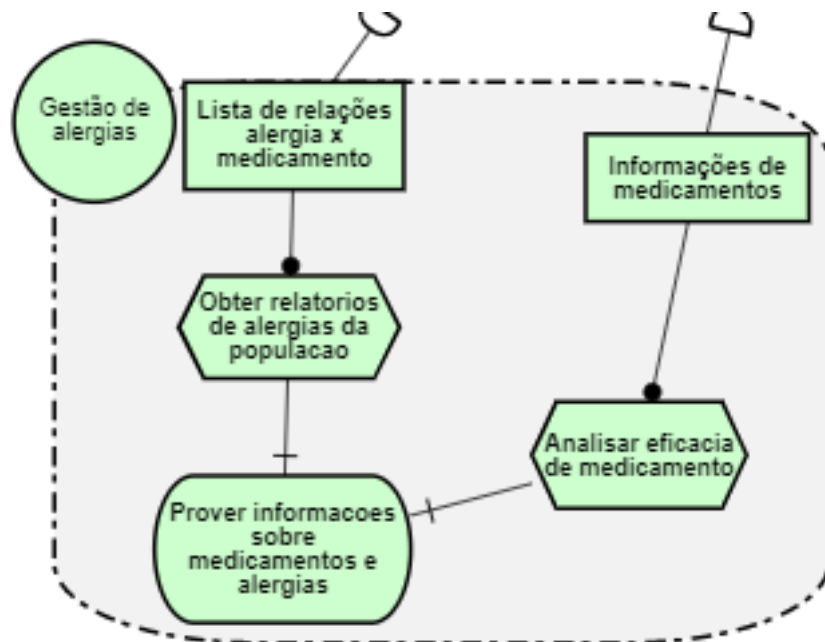 Gestão de
alergias
Lista de relações
alergia x
medicamento
Informações de
medicamentos
Obter relatorios
de alergias da
populacao
Analisar eficacia
de medicamento
Prover informacoes
sobre
medicamentos e
alergias